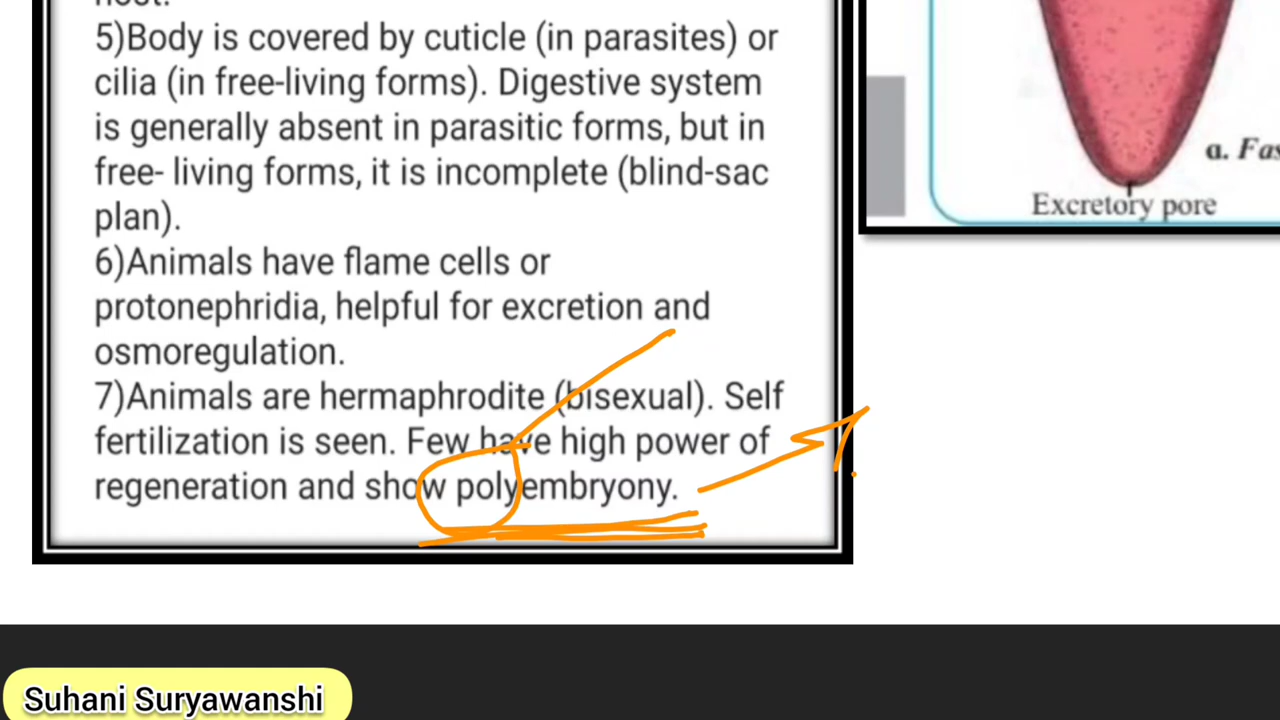 5)Body is covered by cuticle (in parasites) or
cilia (in free-living forms). Digestive system
is generally absent in parasitic forms, but in
free- living forms, it is incomplete (blind-sac
plan).
6)Animals have flame cells or
protonephridia, helpful for excretion and
osmoregulation.
7)Animals are hermaphrodite (bisexual). Self
fertilization is seen. Few have high power of
regeneration and show polyembryony.
a. Fas
Excretory pore
Suhani Suryawanshi